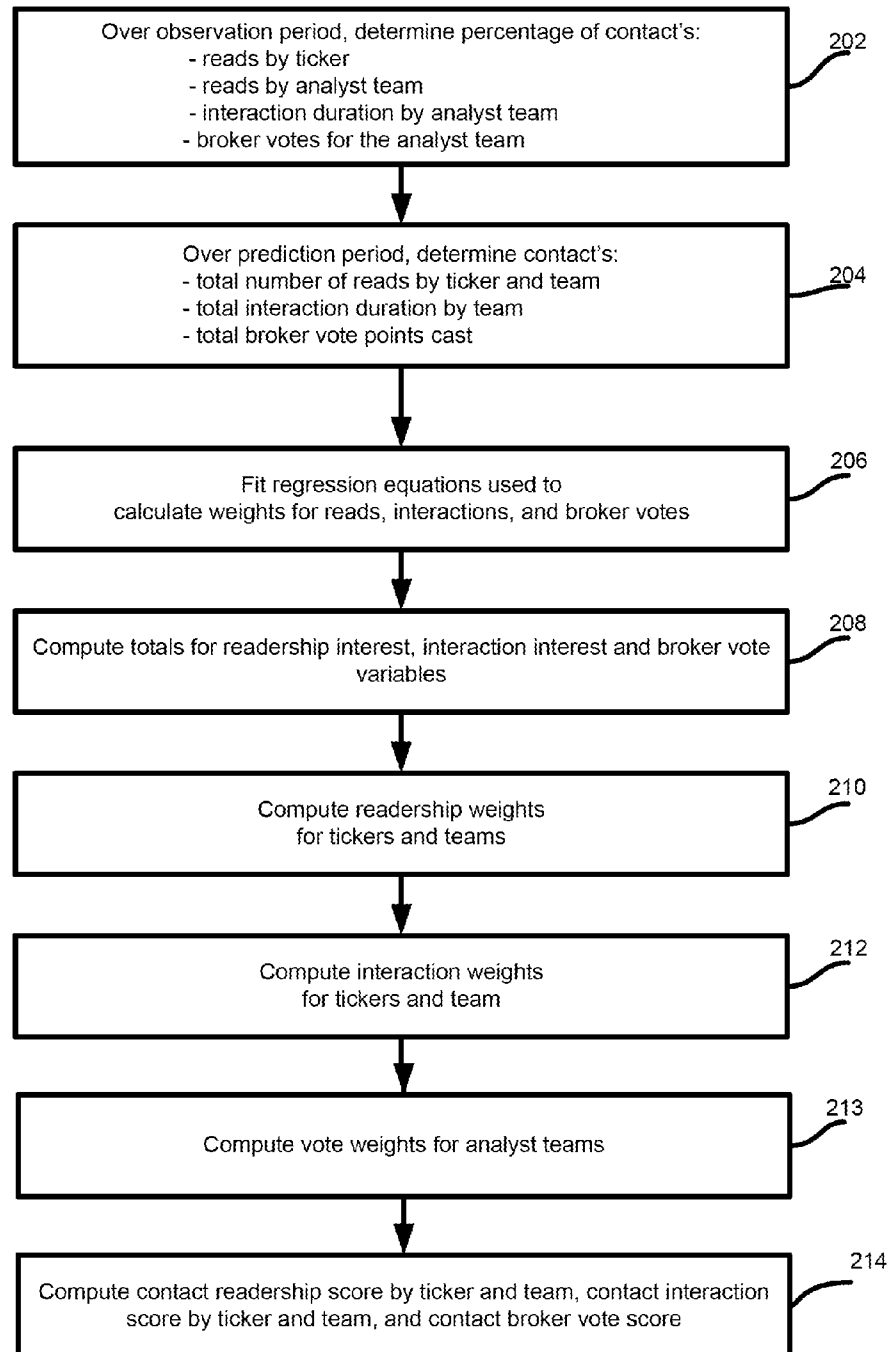 Over observation period, determine percentage of contact's:
- reads by ticker
- reads by analyst team
- interaction duration by analyst team
- broker votes for the analyst team
202
Over prediction period, determine contact's:
- total number of reads by ticker and team
- total interaction duration by team
- total broker vote points cast
204
Fit regression equations used to
calculate weights for reads, interactions, and broker votes
206
Compute totals for readership interest, interaction interest and broker vote
variables
208
Compute readership weights
for tickers and teams
210
Compute interaction weights
for tickers and team
212
Compute vote weights for analyst teams
213
Compute contact readership score by ticker and team, contact interaction
score by ticker and team, and contact broker vote score
214